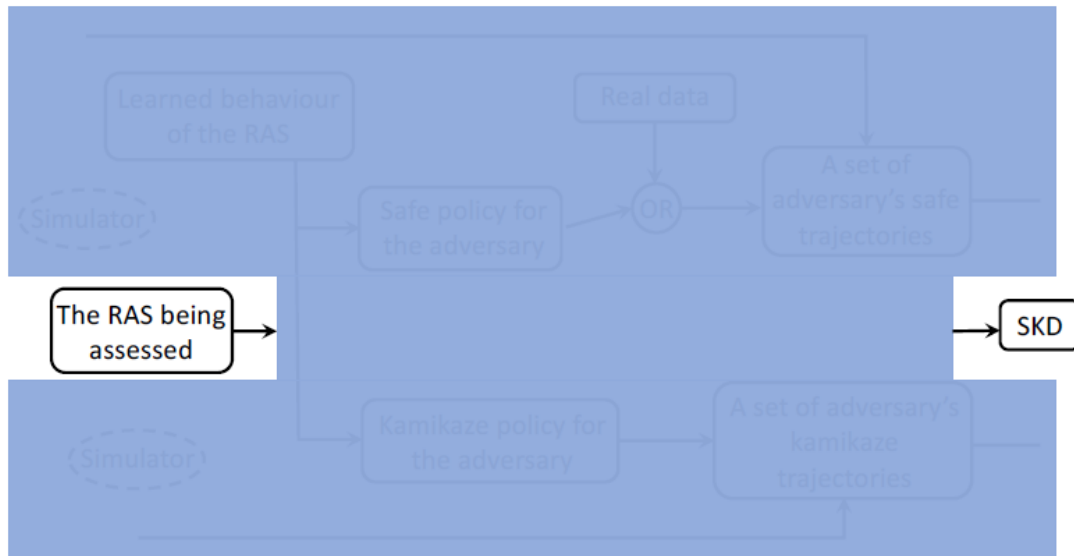 Learned behaviour
of the RAS
Real data
Simulator
Safe policy for
the adversary
OR
A set of
adversary's safe
trajectories
The RAS being
assessed
SKD
Simulator
Kamikaze policy for
the adversary
A set of adversary's
kamikaze
trajectories